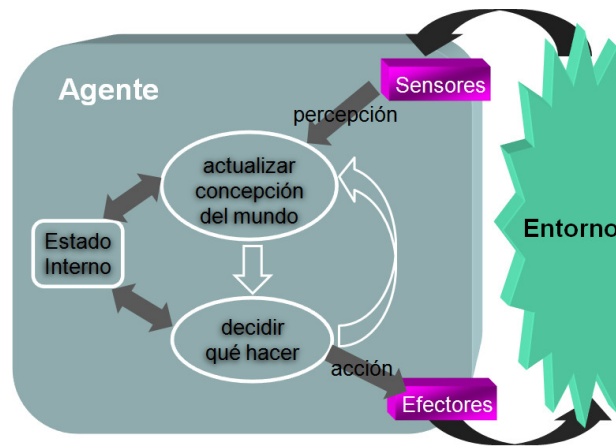 Agente
Sensores
percepción
actualizar
concepción
del mundo
Estado
Interno
Entorno
decidir
qué hacer
acción
Efectores